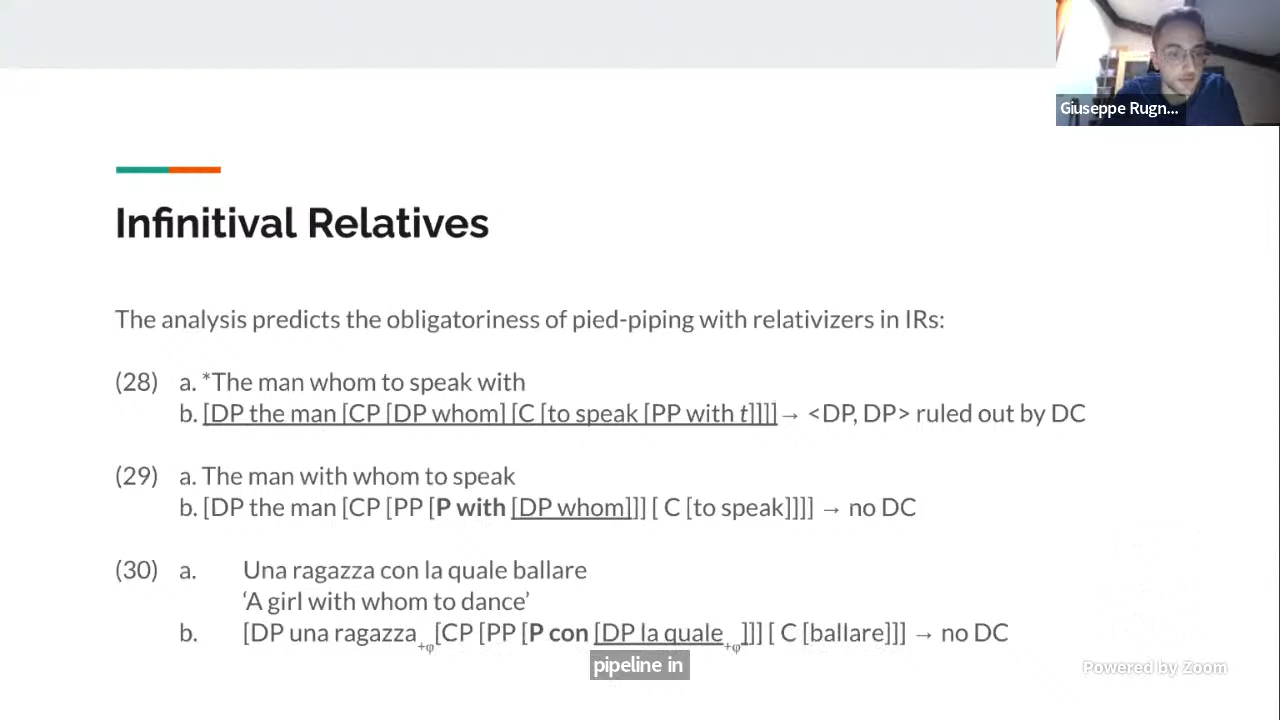 Giuseppe Rugn...
Infinitival Relatives
The analysis predicts the obligatoriness of pied-piping with relativizers in IRs:
(28) a. *The man whom to speak with
b. [DP the man [CP [DP whom] [C [to speak [PP with t]]]] → <DP, DP> ruled out by DC
(29) a. The man with whom to speak
b. [DP the man [CP [PP [P with [DP whom]]] [ C [to speak]]]] → no DC
(30) a. Una ragazza con la quale ballare
‘A girl with whom to dance’
b. [DP una ragazza +φ [CP [PP [P con [DP la quale +φ]]] [ C [ballare]]] → no DC
pipeline in
Powered by Zoom